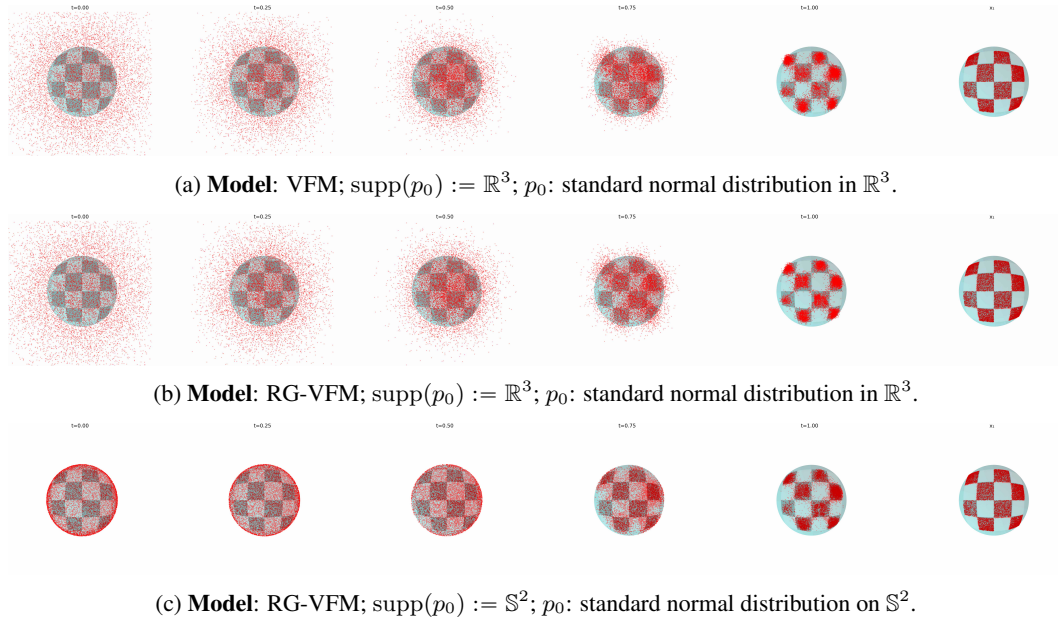 t=0.00 t=0.25 t=0.50 t=0.75 t=1.00 x₁
(a) Model: VFM; supp(p₀) := ℝ³; p₀: standard normal distribution in ℝ³.
t=0.00 t=0.25 t=0.50 t=0.75 t=1.00 x₁
(b) Model: RG-VFM; supp(p₀) := ℝ³; p₀: standard normal distribution in ℝ³.
t=0.00 t=0.25 t=0.50 t=0.75 t=1.00 x₁
(c) Model: RG-VFM; supp(p₀) := 𝕊²; p₀: standard normal distribution on 𝕊².